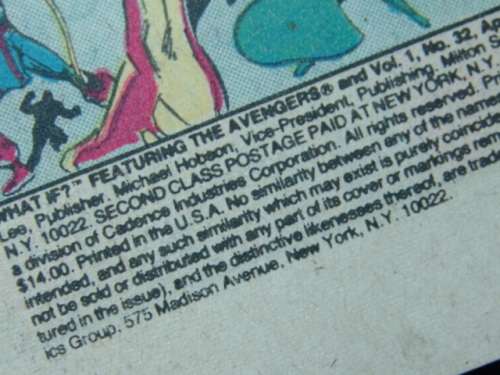 WHAT IF?™ FEATURING THE AVENGERS® and Vol. 1, No. 32,
Lee, Publisher. Michael Hobson, Vice-President, Publishing, Milton
N.Y. 10022. SECOND CLASS POSTAGE PAID AT NEW YORK, N.Y.
a division of Cadence Industries Corporation. All rights reserved.
$14.00. Printed in the U.S.A. No similarity between any of the name
intended, and any such similarity which may exist is purely coincide
not be sold or distributed with any part of its cover or markings rem
tured in the issue), and the distinctive likenesses thereof, are trad
ics Group. 575 Madison Avenue, New York, N.Y. 10022.